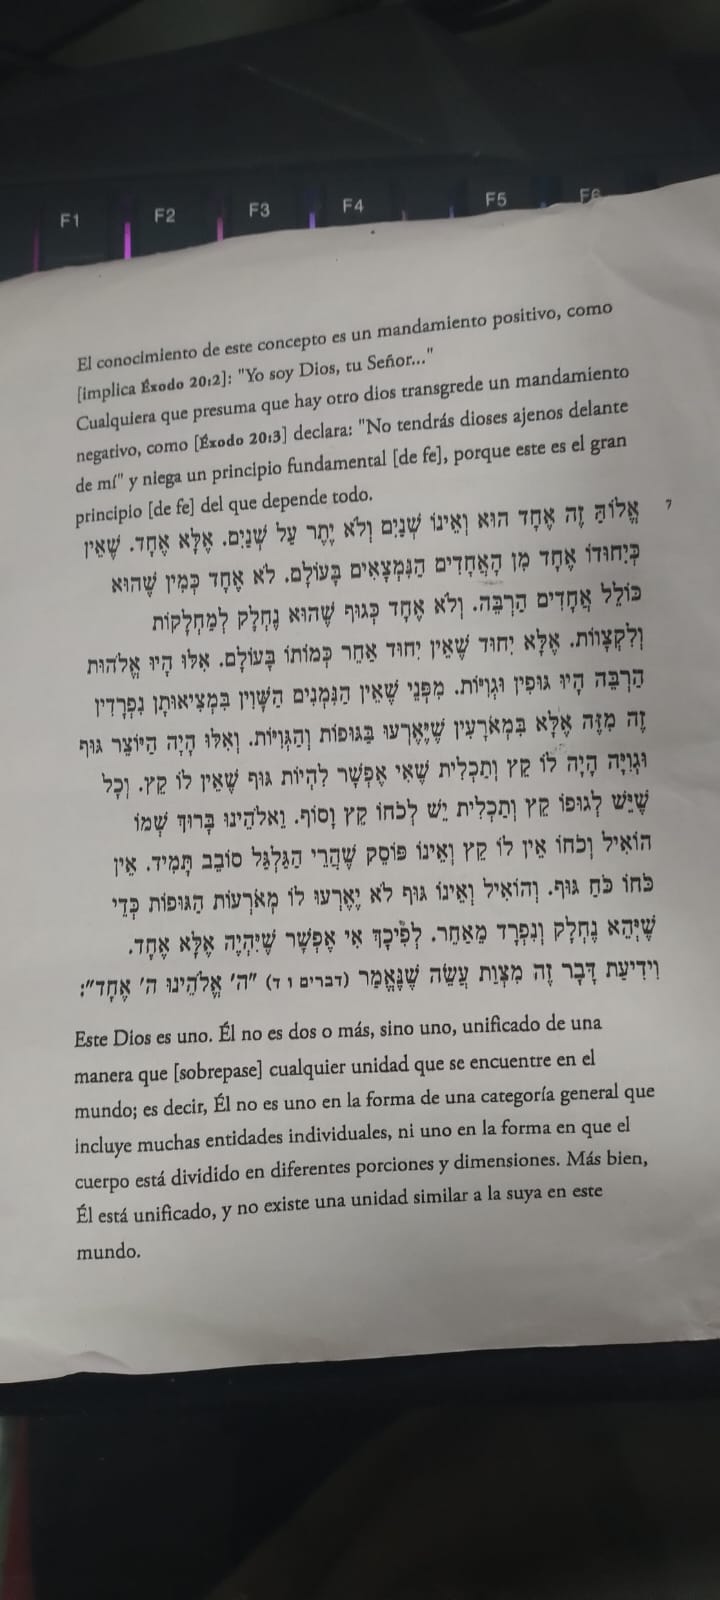 F1 F2 F3 F4 F5 F6
El conocimiento de este concepto es un mandamiento positivo, como
[implica Éxodo 20:2]: "Yo soy Dios, tu Señor..."
Cualquiera que presuma que hay otro dios transgrede un mandamiento
negativo, como [Éxodo 20:3] declara: "No tendrás dioses ajenos delante
de mí" y niega un principio fundamental [de fe], porque este es el gran
principio [de fe] del que depende todo.
7 אֱלוֹהַּ זֶה אֶחָד הוּא וְאֵינוֹ שְׁנַיִם וְלֹא יֶתֶר עַל שְׁנַיִם. אֶלָּא אֶחָד. שֶׁאֵין
כְּיִחוּדוֹ אֶחָד מִן הָאֲחָדִים הַנִּמְצָאִים בָּעוֹלָם. לֹא אֶחָד כְּמִין שֶׁהוּא
כּוֹלֵל אֲחָדִים הַרְבֵּה. וְלֹא אֶחָד כְּגוּף שֶׁהוּא נֶחְלָק לְמַחְלָקוֹת
וְלִקְצָווֹת. אֶלָּא יִחוּד שֶׁאֵין יִחוּד אַחֵר כְּמוֹתוֹ בָּעוֹלָם. אִלּוּ הָיוּ אֱלֹהוּת
הַרְבֵּה הָיוּ גּוּפִין וּגְוִיּוֹת. מִפְּנֵי שֶׁאֵין הַנִּמְנִים הַשָּׁוִין בִּמְצִיאוּתָן נִפְרָדִין
זֶה מִזֶּה אֶלָּא בִּמְאֹרָעִין שֶׁיֶּאֶרְעוּ בַּגּוּפוֹת וְהַגְּוִיּוֹת. וְאִלּוּ הָיָה הַיּוֹצֵר גּוּף
וּגְוִיָּה הָיָה לוֹ קֵץ וְתַכְלִית שֶׁאִי אֶפְשָׁר לִהְיוֹת גּוּף שֶׁאֵין לוֹ קֵץ. וְכָל
שֶׁיֵּשׁ לְגוּפוֹ קֵץ וְתַכְלִית יֵשׁ לְכֹחוֹ קֵץ וָסוֹף. וֵאלֹהֵינוּ בָּרוּךְ שְׁמוֹ
הוֹאִיל וְכֹחוֹ אֵין לוֹ קֵץ וְאֵינוֹ פּוֹסֵק שֶׁהֲרֵי הַגַּלְגַּל סוֹבֵב תָּמִיד. אֵין
כֹּחוֹ כֹּחַ גּוּף. וְהוֹאִיל וְאֵינוֹ גּוּף לֹא יֶאֶרְעוּ לוֹ מְאֹרְעוֹת הַגּוּפוֹת כְּדֵי
שֶׁיְּהֵא נֶחְלָק וְנִפְרָד מֵאַחֵר. לְפִיכָךְ אִי אֶפְשָׁר שֶׁיִּהְיֶה אֶלָּא אֶחָד.
וִידִיעַת דָּבָר זֶה מִצְוַת עֲשֵׂה שֶׁנֶּאֱמַר (דברים ו ד) "ה' אֱלֹהֵינוּ ה' אֶחָד":
Este Dios es uno. Él no es dos o más, sino uno, unificado de una
manera que [sobrepase] cualquier unidad que se encuentre en el
mundo; es decir, Él no es uno en la forma de una categoría general que
incluye muchas entidades individuales, ni uno en la forma en que el
cuerpo está dividido en diferentes porciones y dimensiones. Más bien,
Él está unificado, y no existe una unidad similar a la suya en este
mundo.